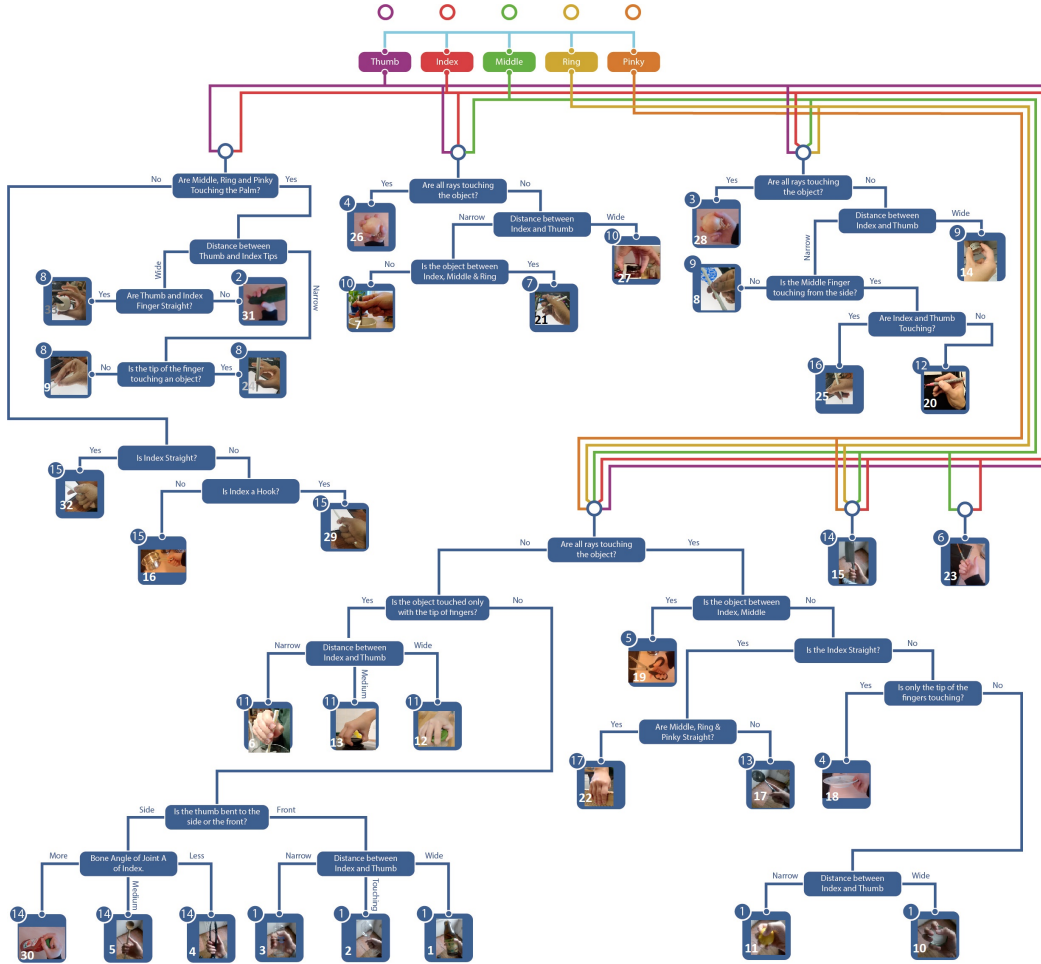 Thumb
Index
Middle
Ring
Pinky
No
Are Middle, Ring and Pinky
Touching the Palm?
Yes
Distance between
Thumb and Index Tips
Wide
Narrow
8
Yes
Are Thumb and Index
Finger Straight?
No
2
31
8
9
No
Is the tip of the finger
touching an object?
Yes
8
Yes
Is Index Straight?
No
15
32
No
Is Index a Hook?
Yes
15
29
15
16
Yes
Are all rays touching
the object?
No
4
26
Narrow
Distance between
Index and Thumb
Wide
10
27
No
Is the object between
Index, Middle & Ring
Yes
10
7
7
21
Yes
Are all rays touching
the object?
No
3
28
Distance between
Index and Thumb
Wide
Narrow
9
14
9
8
No
Is the Middle Finger
touching from the side?
Yes
Yes
Are Index and Thumb
Touching?
No
16
25
12
20
No
Are all rays touching
the object?
Yes
14
15
6
23
Yes
Is the object touched only
with the tip of fingers?
No
Narrow
Distance between
Index and Thumb
Wide
Medium
11
6
11
13
11
12
Yes
Is the object between
Index, Middle
No
5
19
Yes
Is the Index Straight?
No
Yes
Are Middle, Ring &
Pinky Straight?
No
17
22
13
17
Yes
Is only the tip of the
fingers touching?
No
4
18
Side
Is the thumb bent to the
side or the front?
Front
More
Bone Angle of Joint A
of Index.
Less
Medium
14
30
14
5
14
4
Narrow
Distance between
Index and Thumb
Wide
Touching
1
3
1
2
1
1
Narrow
Distance between
Index and Thumb
Wide
1
11
1
10